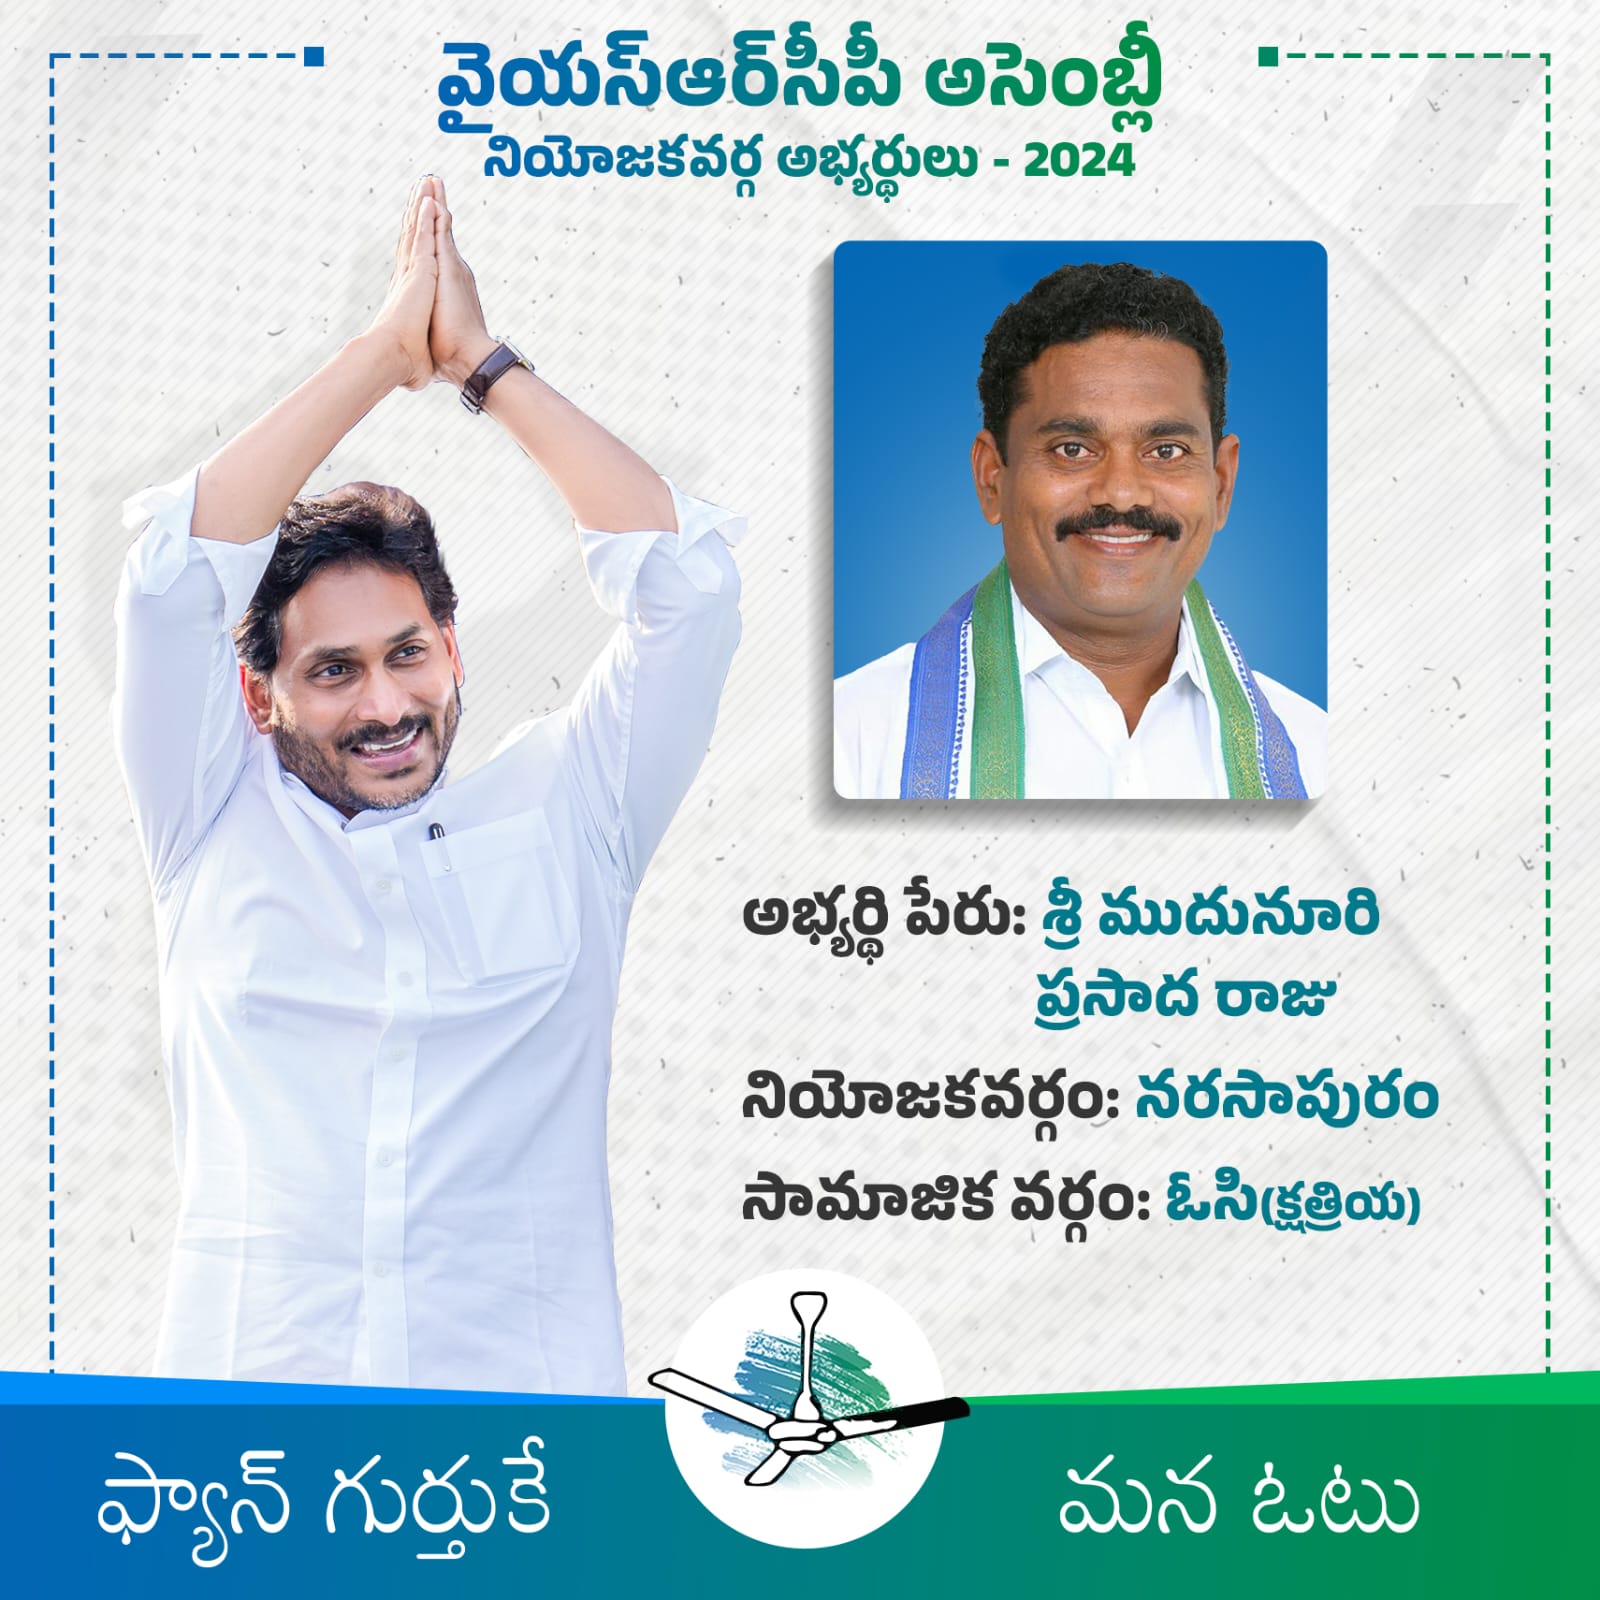 వైయస్ఆర్‌సీపీ అసెంబ్లీ
నియోజకవర్గ అభ్యర్థులు - 2024
అభ్యర్థి పేరు: శ్రీ ముదునూరి
ప్రసాద రాజు
నియోజకవర్గం: నరసాపురం
సామాజిక వర్గం: ఓసి(క్షత్రియ)
ఫ్యాన్ గుర్తుకే మన ఓటు